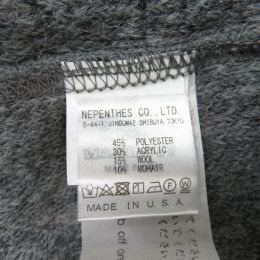 NEPENTHES CO., LTD.
5-44-1, JINGUMAE SHIBUYA, TOKYO
45% POLYESTER
30% ACRYLIC
15% WOOL
10% MOHAIR
MADE IN U.S.A.